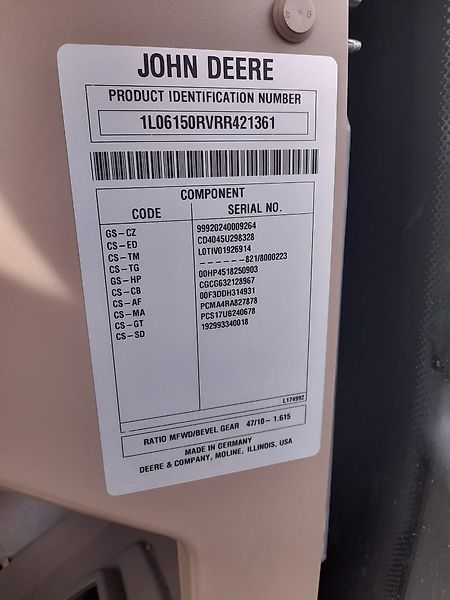 JOHN DEERE
PRODUCT IDENTIFICATION NUMBER
1L06150RVRR421361
COMPONENT
CODE SERIAL NO.
GS-CZ 99920240009264
CS-ED CD4045U298328
CS-TM L0TIV01926914
CS-TG -------821/8000223
GS-HP 00HP4518250903
CS-CB CGCG632128967
CS-AF 00F3DDH314931
CS-MA PCMA4RA827878
CS-GT PCS17UB240678
CS-SD 192993340018
L174992
RATIO MFWD/BEVEL GEAR 47/10-1.615
MADE IN GERMANY
DEERE & COMPANY, MOLINE, ILLINOIS, USA